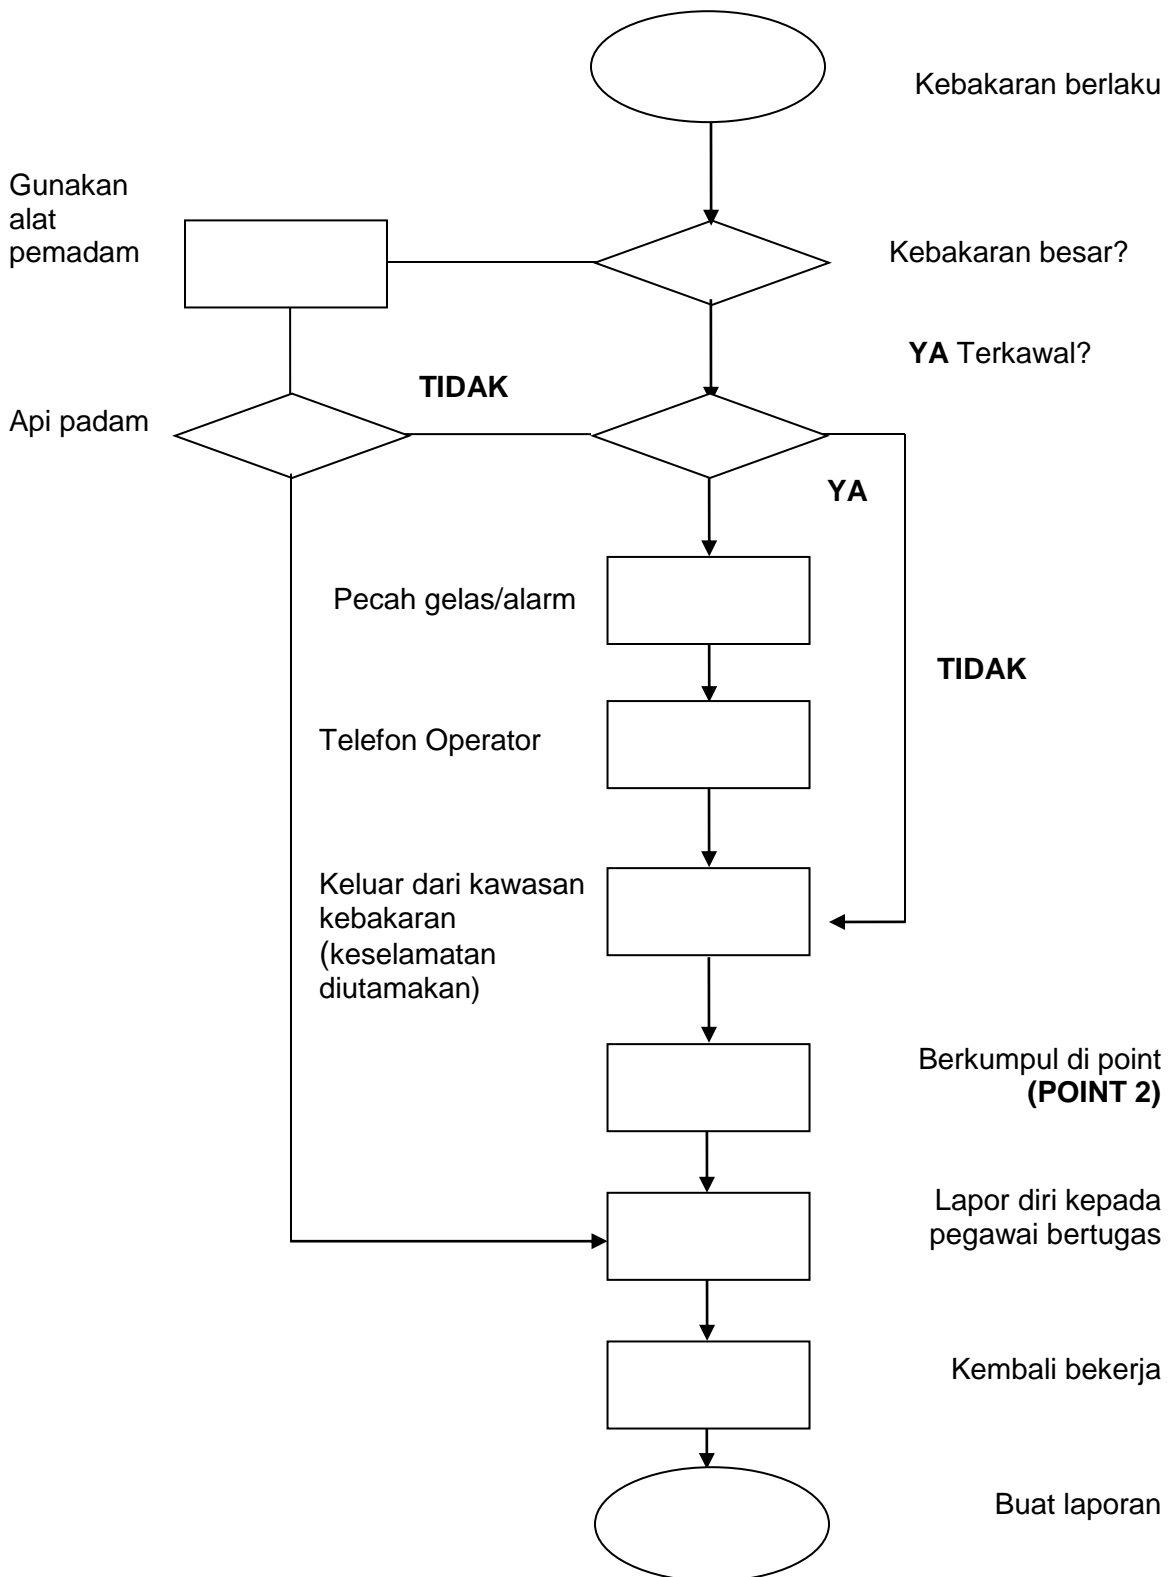 Kebakaran berlaku
Gunakan
alat
pemadam
Kebakaran besar?
YA Terkawal?
TIDAK
Api padam
YA
Pecah gelas/alarm
TIDAK
Telefon Operator
Keluar dari kawasan
kebakaran
(keselamatan
diutamakan)
Berkumpul di point
(POINT 2)
Lapor diri kepada
pegawai bertugas
Kembali bekerja
Buat laporan